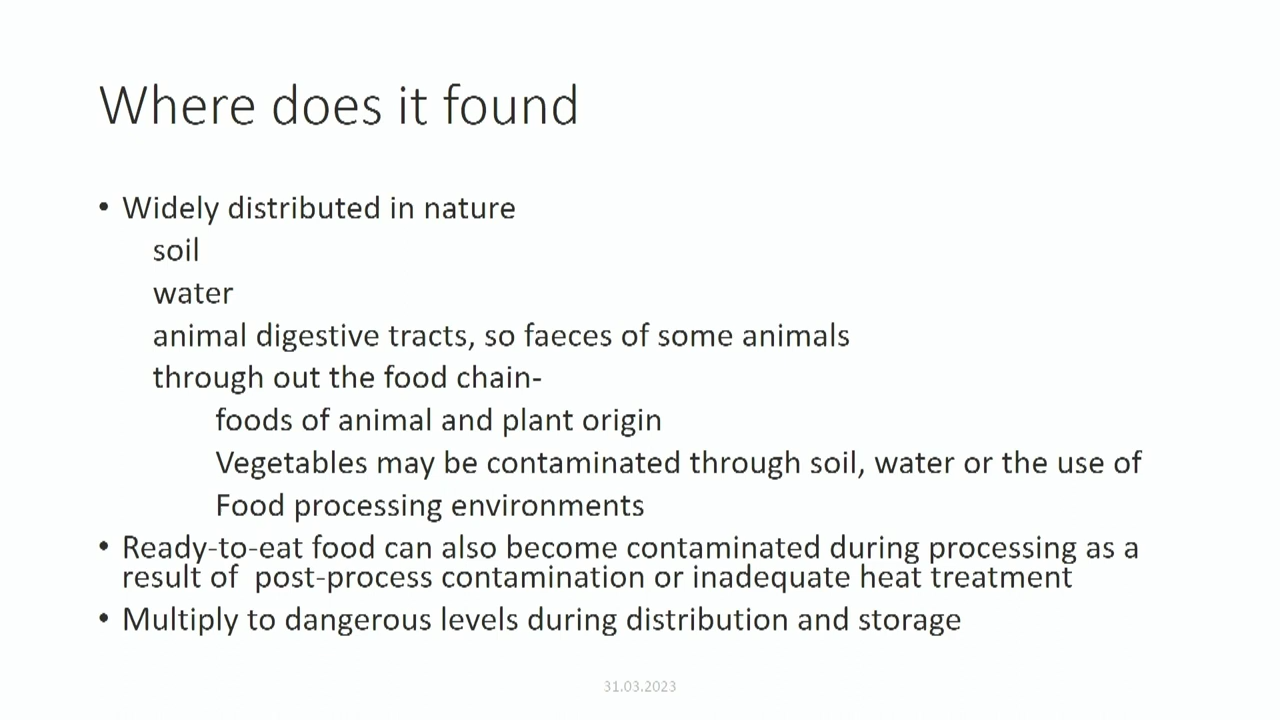 Where does it found
• Widely distributed in nature
soil
water
animal digestive tracts, so faeces of some animals
through out the food chain-
foods of animal and plant origin
Vegetables may be contaminated through soil, water or the use of
Food processing environments
• Ready-to-eat food can also become contaminated during processing as a
result of  post-process contamination or inadequate heat treatment
• Multiply to dangerous levels during distribution and storage
31.03.2023